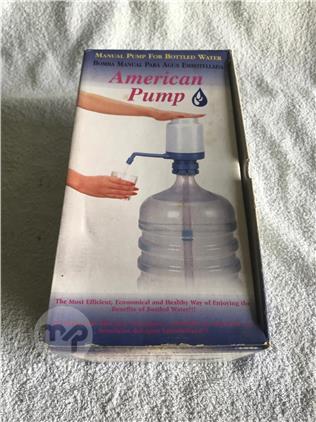 MANUAL PUMP FOR BOTTLED WATER
BOMBA MANUAL PARA AGUA EMBOTELLADA
American
Pump
The Most Efficient, Economical and Healthy Way of Enjoying the
Benefits of Bottled Water!!!